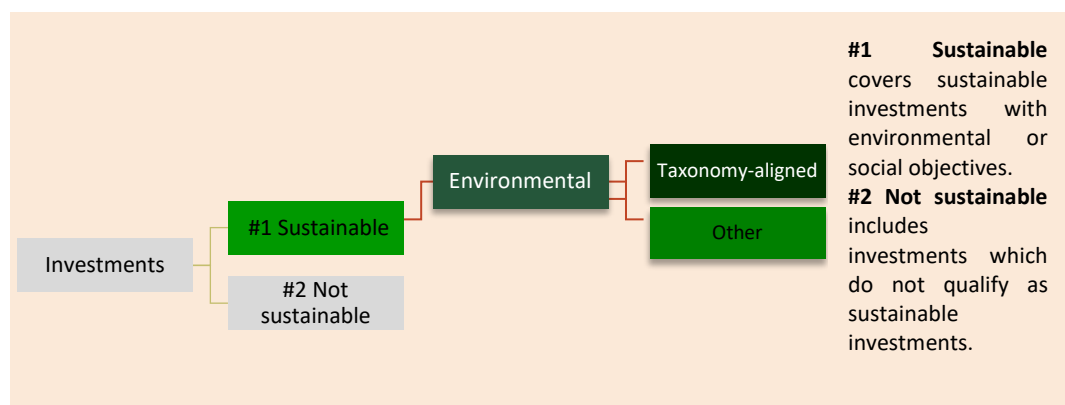 Investments
#1 Sustainable
#2 Not
sustainable
Environmental
Taxonomy-aligned
Other
#1 Sustainable
covers sustainable
investments with
environmental or
social objectives.
#2 Not sustainable
includes
investments which
do not qualify as
sustainable
investments.